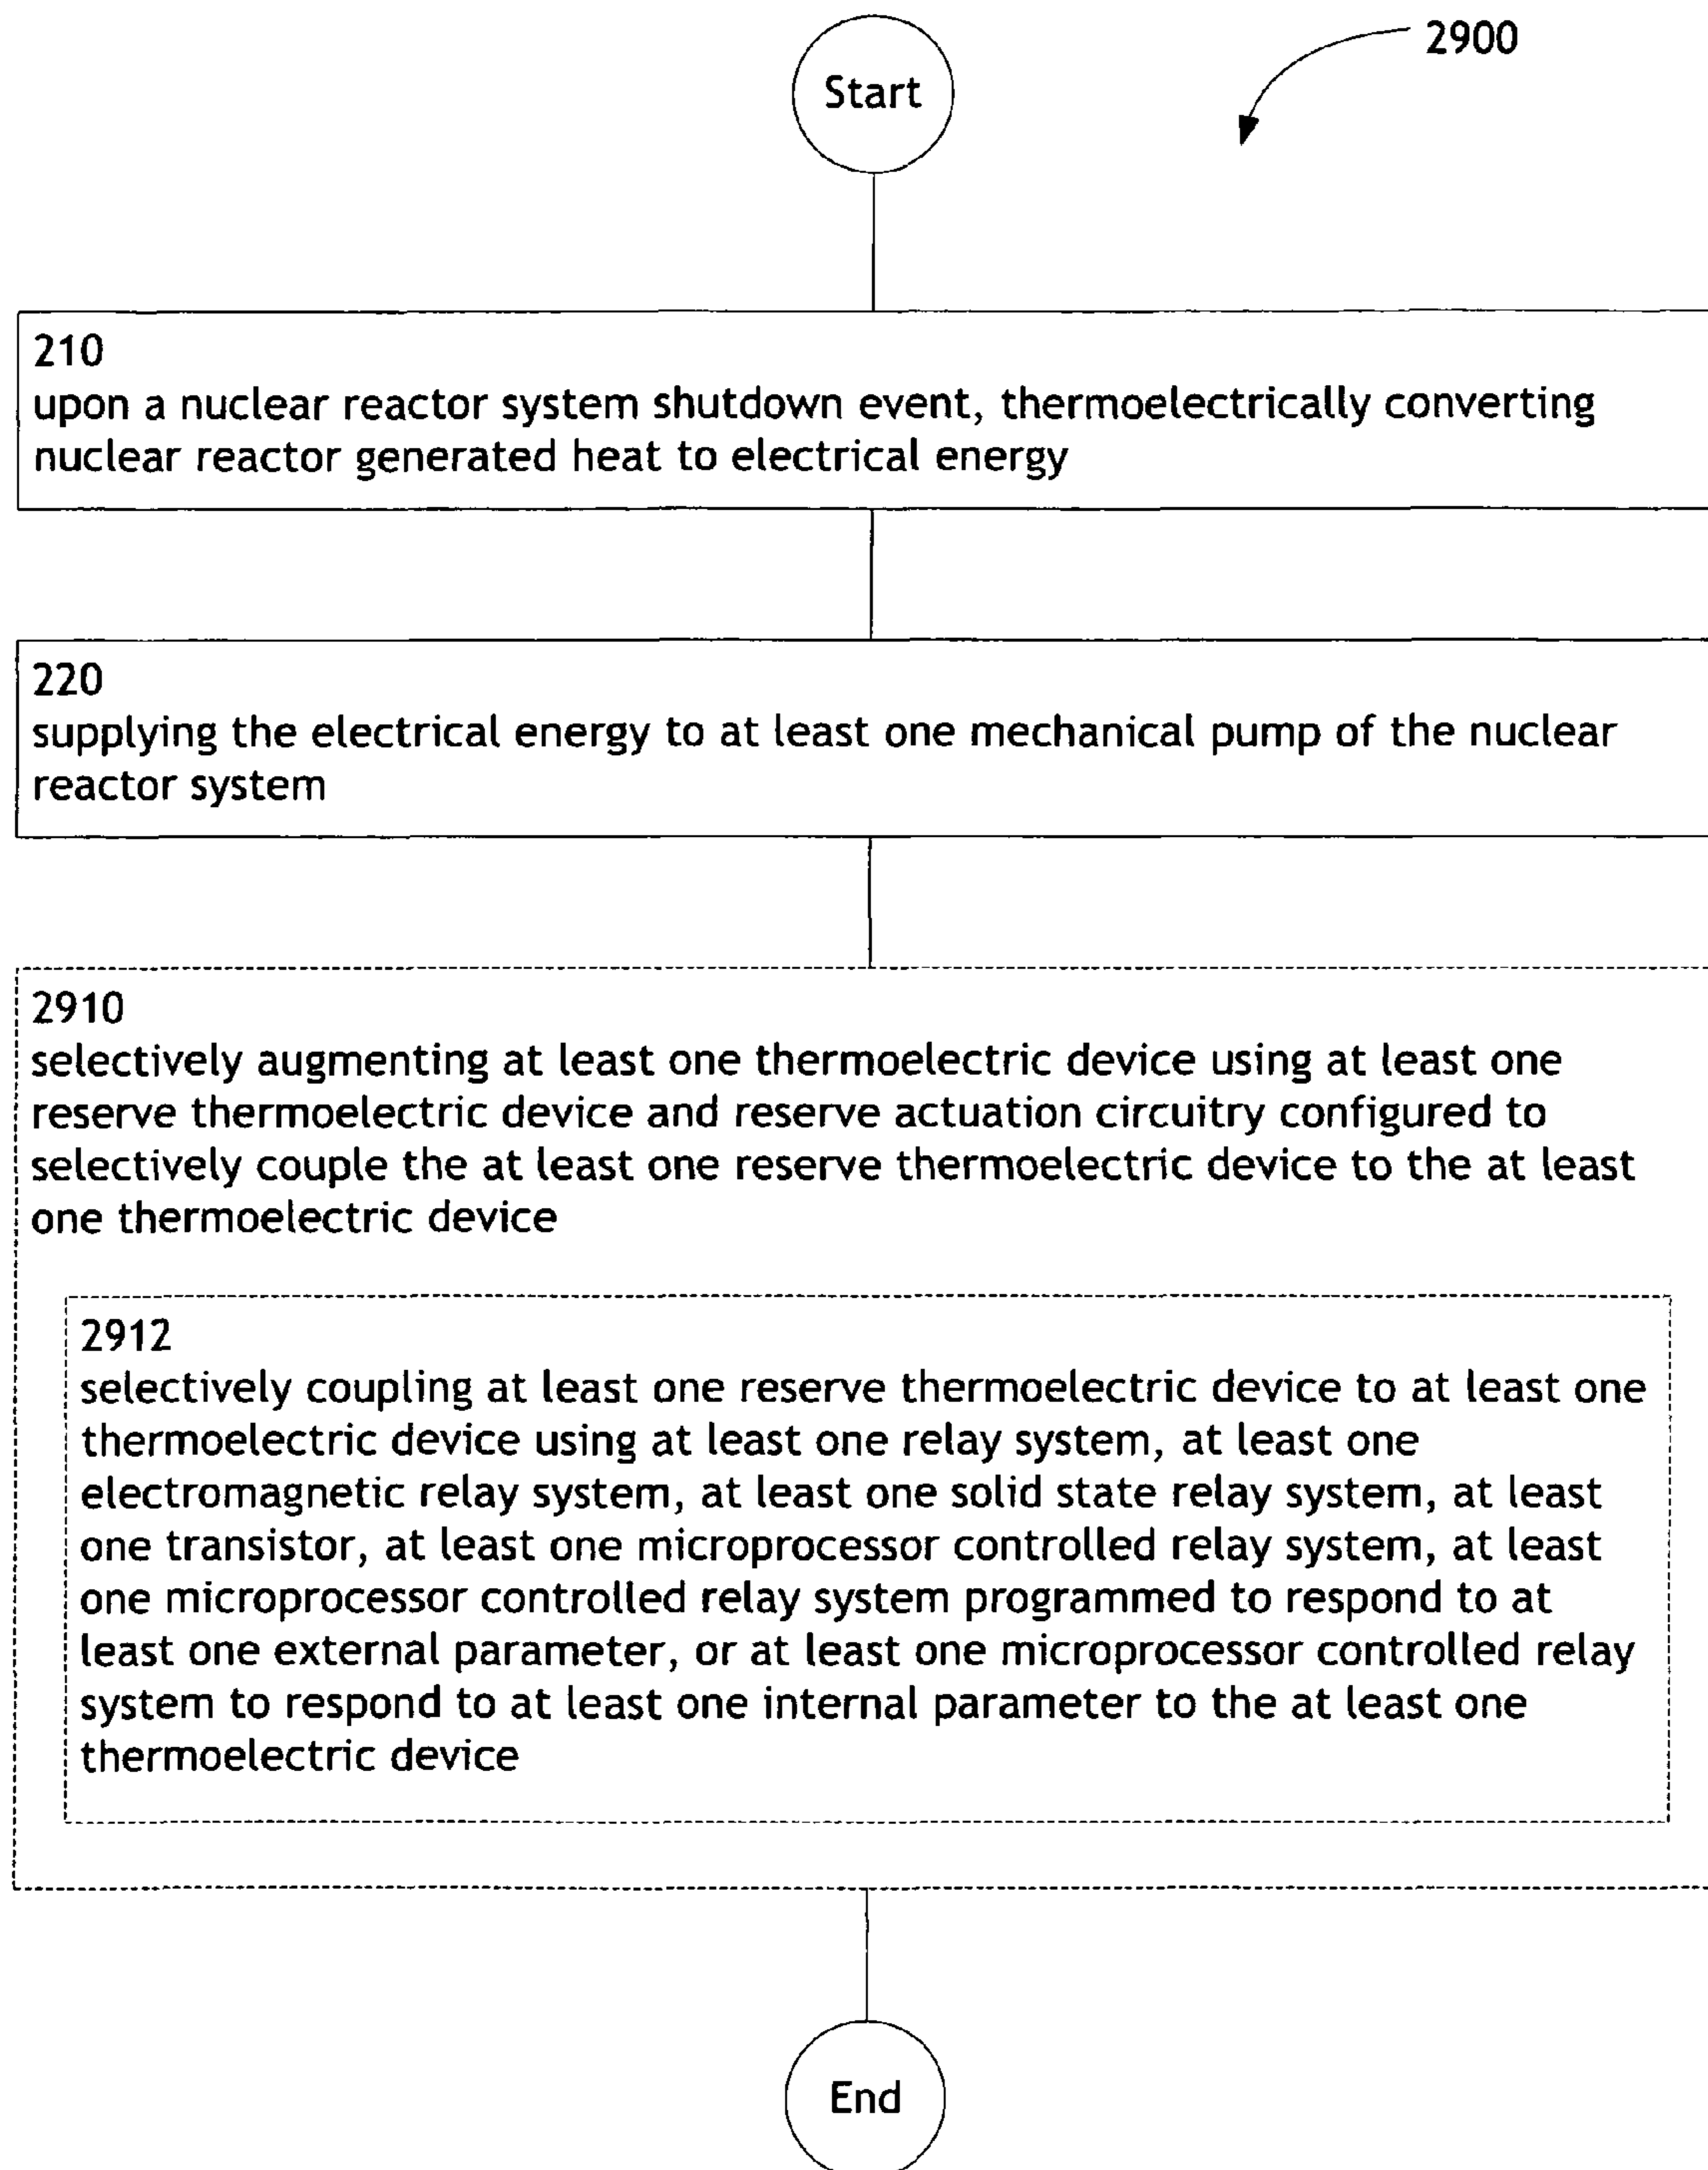 Start
2900
210
upon a nuclear reactor system shutdown event, thermoelectrically converting
nuclear reactor generated heat to electrical energy
220
supplying the electrical energy to at least one mechanical pump of the nuclear
reactor system
2910
selectively augmenting at least one thermoelectric device using at least one
reserve thermoelectric device and reserve actuation circuitry configured to
selectively couple the at least one reserve thermoelectric device to the at least
one thermoelectric device
2912
selectively coupling at least one reserve thermoelectric device to at least one
thermoelectric device using at least one relay system, at least one
electromagnetic relay system, at least one solid state relay system, at least
one transistor, at least one microprocessor controlled relay system, at least
one microprocessor controlled relay system programmed to respond to at
least one external parameter, or at least one microprocessor controlled relay
system to respond to at least one internal parameter to the at least one
thermoelectric device
End